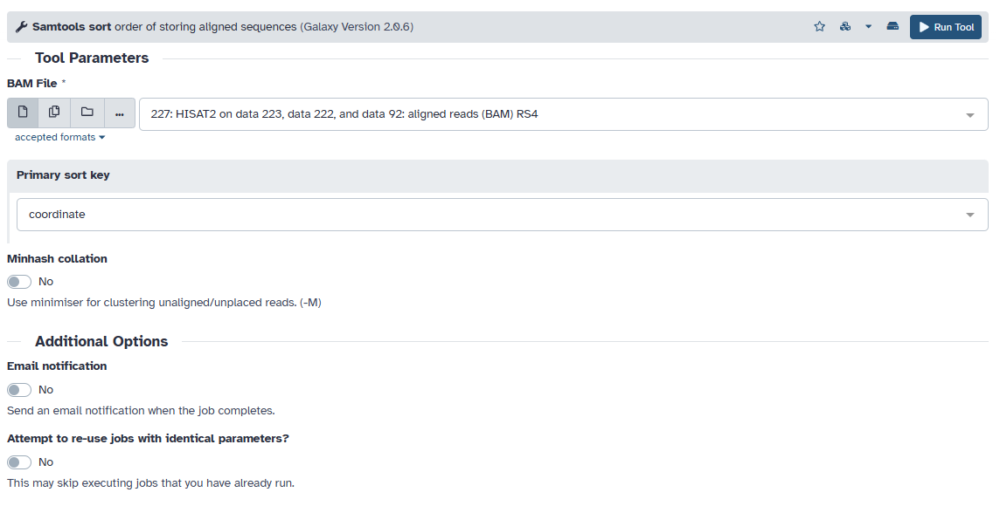 Samtools sort order of storing aligned sequences (Galaxy Version 2.0.6)
Run Tool
Tool Parameters
BAM File *
...
227: HISAT2 on data 223, data 222, and data 92: aligned reads (BAM) RS4
accepted formats
Primary sort key
coordinate
Minhash collation
No
Use minimiser for clustering unaligned/unplaced reads. (-M)
Additional Options
Email notification
No
Send an email notification when the job completes.
Attempt to re-use jobs with identical parameters?
No
This may skip executing jobs that you have already run.